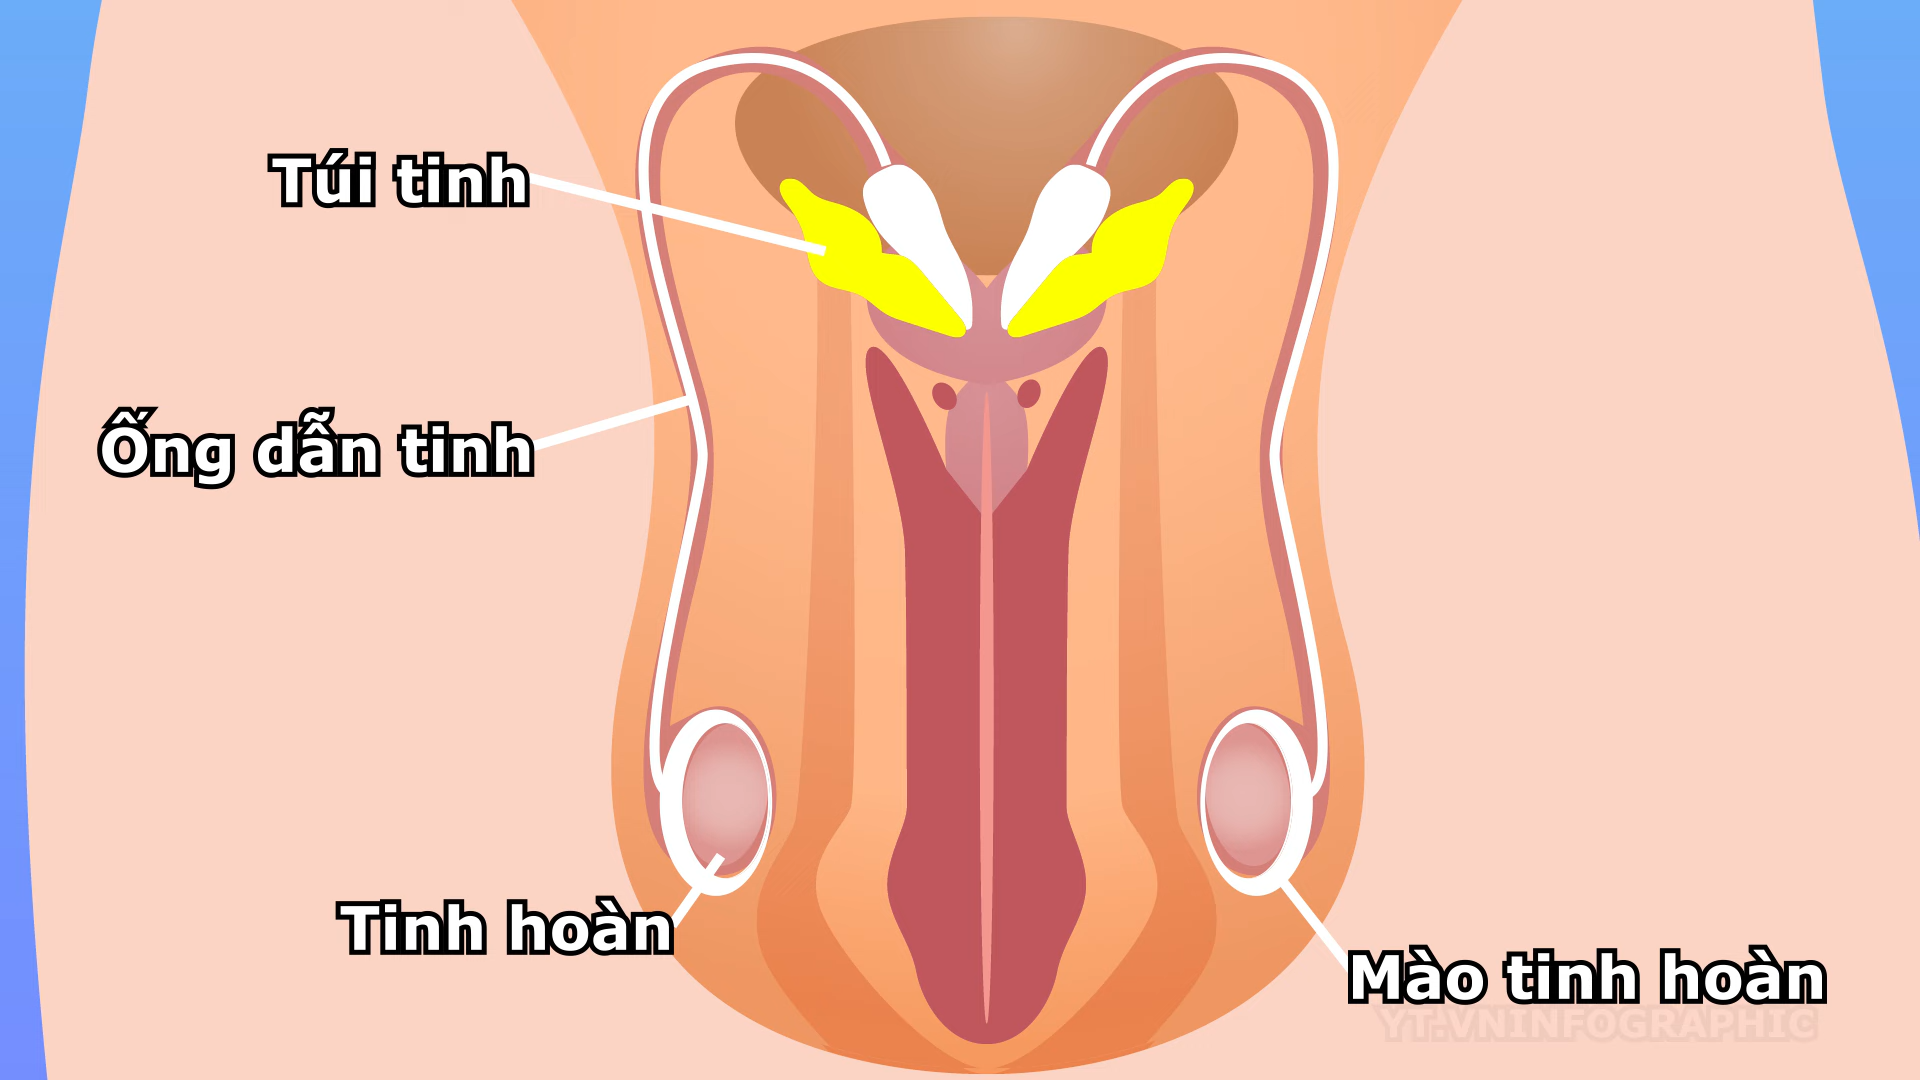 Túi tinh
Ống dẫn tinh
Tinh hoàn
Mào tinh hoàn
YT.VNINFOGRAPHIC